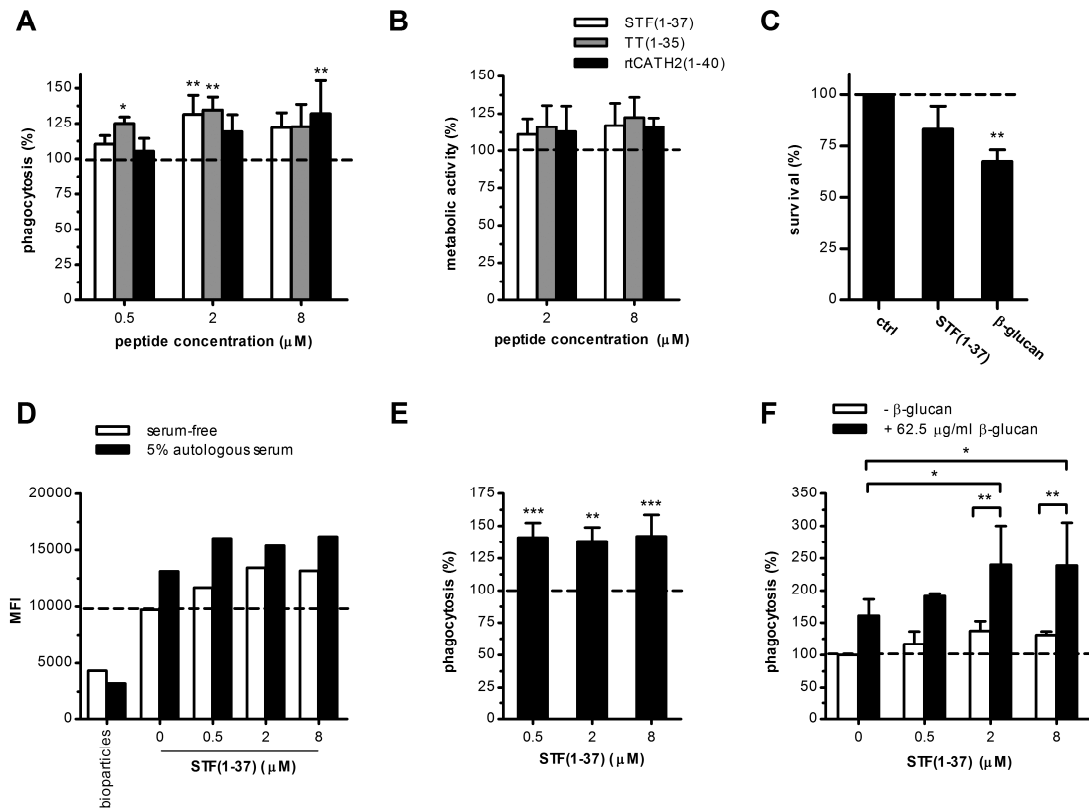 A
150
125
100
75
50
25
0
phagocytosis (%)
*
** **
**
0.5 2 8
peptide concentration (μM)
B
STF(1-37)
TT(1-35)
rtCATH2(1-40)
150
125
100
75
50
25
0
metabolic activity (%)
2 8
peptide concentration (μM)
C
100
75
50
25
0
survival (%)
**
ctrl
STF(1-37)
β-glucan
D
serum-free
5% autologous serum
20000
15000
10000
5000
0
MFI
bioparticies
0 0.5 2 8
STF(1-37) (μM)
E
175
150
125
100
75
50
25
0
phagocytosis (%)
*** ** ***
0.5 2 8
STF(1-37) (μM)
F
- β-glucan
+ 62.5 μg/ml β-glucan
350
300
250
200
150
100
50
0
phagocytosis (%)
*
*
** **
0 0.5 2 8
STF(1-37) (μM)